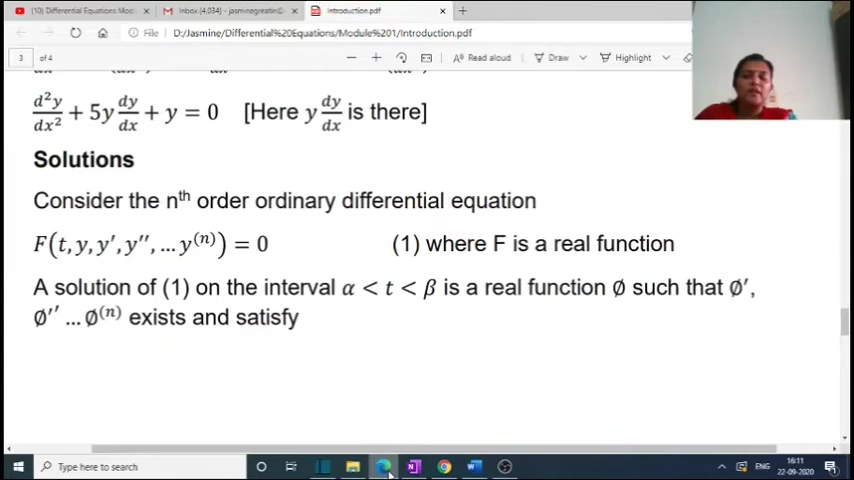 (10) Differential Equations Mod
Inbox (4,034) - jasminegreatin@
Introduction.pdf
File D:/Jasmine/Differential%20Equations/Module%201/Introduction.pdf
3 of 4 Read aloud Draw Highlight
d²y/dx² + 5y dy/dx + y = 0 [Here y dy/dx is there]
Solutions
Consider the nᵗʰ order ordinary differential equation
F(t, y, y′, y′′, … y⁽ⁿ⁾) = 0 (1) where F is a real function
A solution of (1) on the interval α < t < β is a real function ∅ such that ∅′,
∅′′ … ∅⁽ⁿ⁾ exists and satisfy
Type here to search
ENG
16:11
22-09-2020